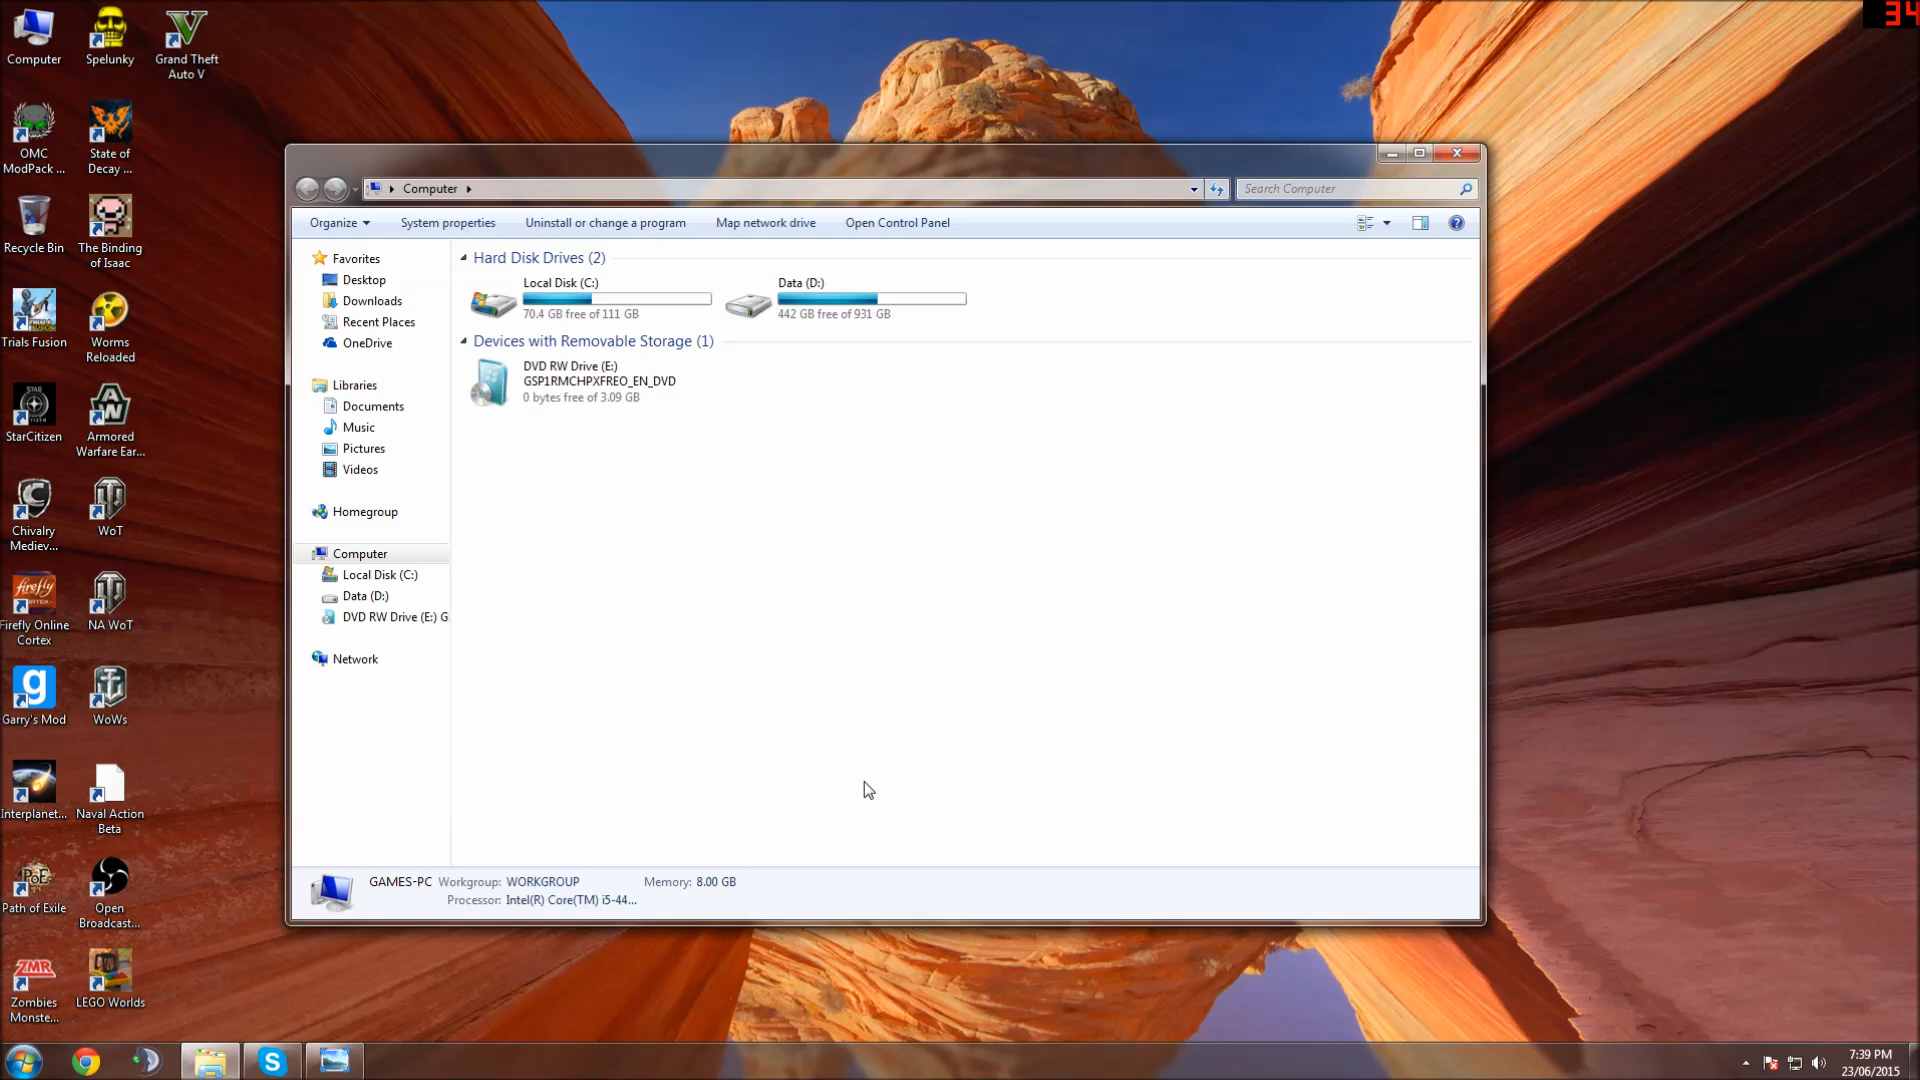 Computer
Spelunky
Grand Theft
Auto V
34
OMC
ModPack ...
State of
Decay ...
Recycle Bin
The Binding
of Isaac
Trials Fusion
Worms
Reloaded
STAR
CITIZEN
StarCitizen
AW
Armored
Warfare Ear...
Chivalry
Mediev...
WoT
firefly
Firefly Online
Cortex
NA WoT
g
Garry's Mod
WoWs
Interplanet...
Naval Action
Beta
PoE
Path of Exile
Open
Broadcast...
ZMR
Zombies
Monste...
LEGO Worlds
Computer
Search Computer
Organize
System properties
Uninstall or change a program
Map network drive
Open Control Panel
Favorites
Desktop
Downloads
Recent Places
OneDrive
Libraries
Documents
Music
Pictures
Videos
Homegroup
Computer
Local Disk (C:)
Data (D:)
DVD RW Drive (E:) G
Network
Hard Disk Drives (2)
Local Disk (C:)
70.4 GB free of 111 GB
Data (D:)
442 GB free of 931 GB
Devices with Removable Storage (1)
DVD RW Drive (E:)
GSP1RMCHPXFREO_EN_DVD
0 bytes free of 3.09 GB
GAMES-PC Workgroup: WORKGROUP Memory: 8.00 GB
Processor: Intel(R) Core(TM) i5-44...
S
7:39 PM
23/06/2015